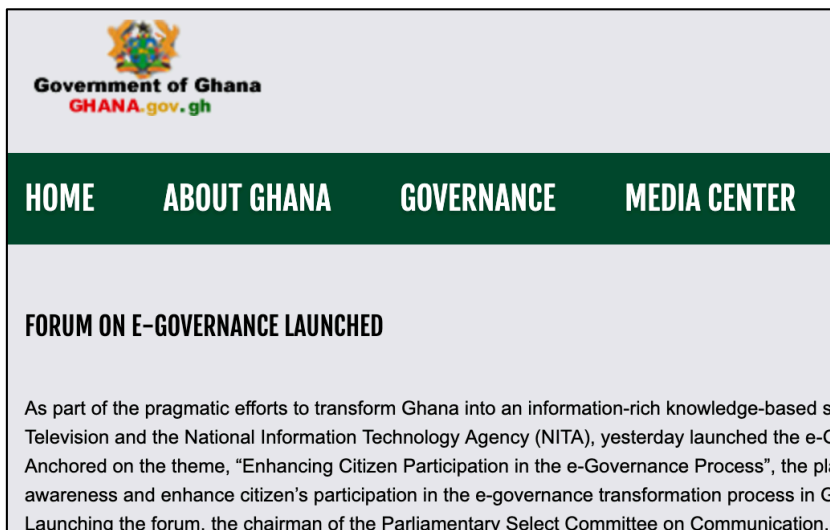 Government of Ghana
GHANA.gov.gh
HOME ABOUT GHANA GOVERNANCE MEDIA CENTER
FORUM ON E-GOVERNANCE LAUNCHED
As part of the pragmatic efforts to transform Ghana into an information-rich knowledge-based s
Television and the National Information Technology Agency (NITA), yesterday launched the e-G
Anchored on the theme, “Enhancing Citizen Participation in the e-Governance Process”, the pla
awareness and enhance citizen’s participation in the e-governance transformation process in G
Launching the forum, the chairman of the Parliamentary Select Committee on Communication,